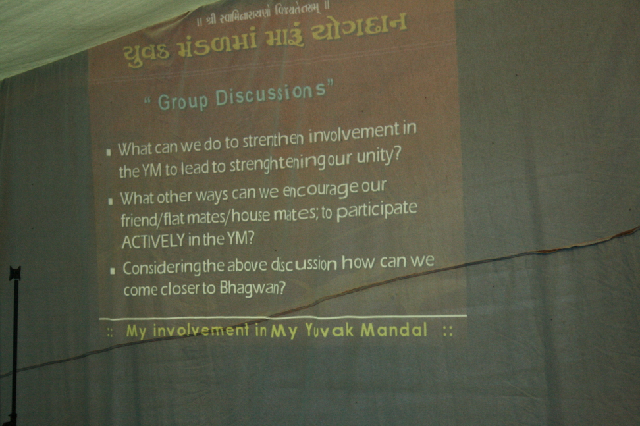 ॥ શ્રી સ્વામિનારાયણો વિજયતેતરામ્ ॥
યુવક મંડળમાં મારૂં યોગદાન
“ Group Discussions”
▪ What can we do to strenthen involvement in
the YM to lead to strenghtening our unity?
▪ What other ways can we encourage our
friend/flat mates/house mates; to participate
ACTIVELY in the YM?
▪ Considering the above discussion how can we
come closer to Bhagwan?
:: My involvement in My Yuvak Mandal ::